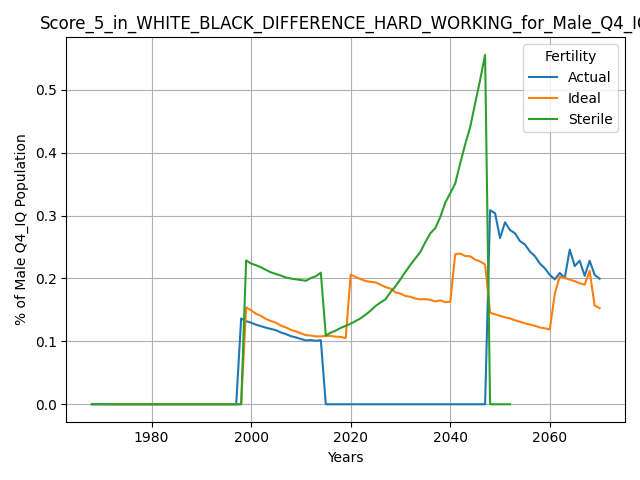 Score_5_in_WHITE_BLACK_DIFFERENCE_HARD_WORKING_for_Male_Q4_IQ
Fertility
Actual
Ideal
Sterile
% of Male Q4_IQ Population
0.5
0.4
0.3
0.2
0.1
0.0
1980 2000 2020 2040 2060
Years